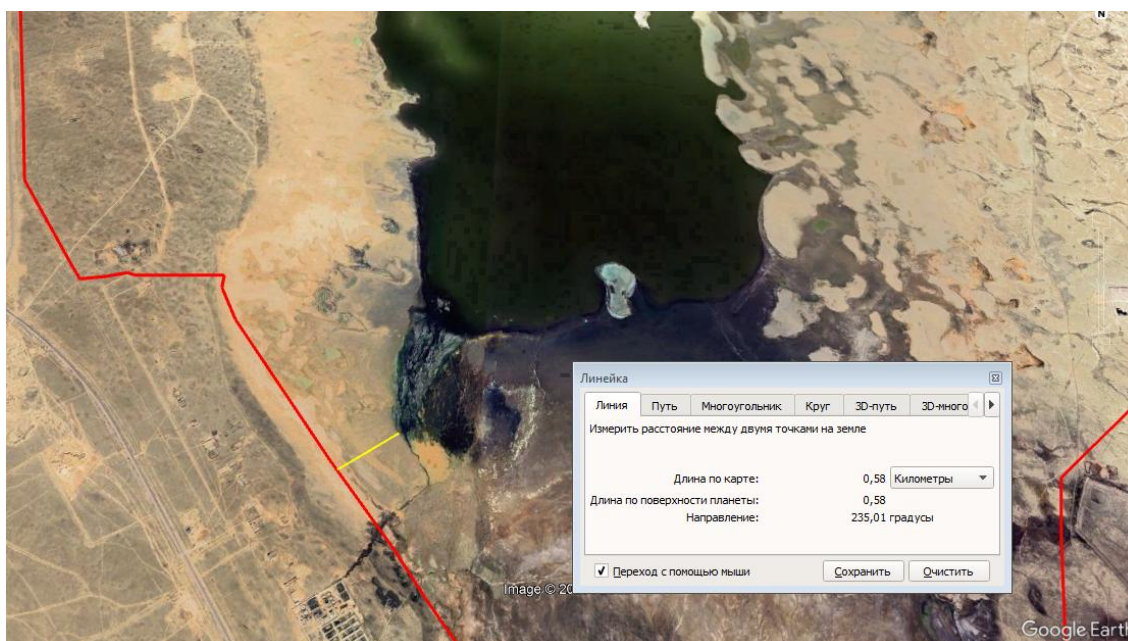 N
Линейка
Линия Путь Многоугольник Круг 3D-путь 3D-много
Измерить расстояние между двумя точками на земле
Длина по карте: 0,58 Километры
Длина по поверхности планеты: 0,58
Направление: 235,01 градусы
Переход с помощью мыши Сохранить Очистить
Image © 20
Google Earth